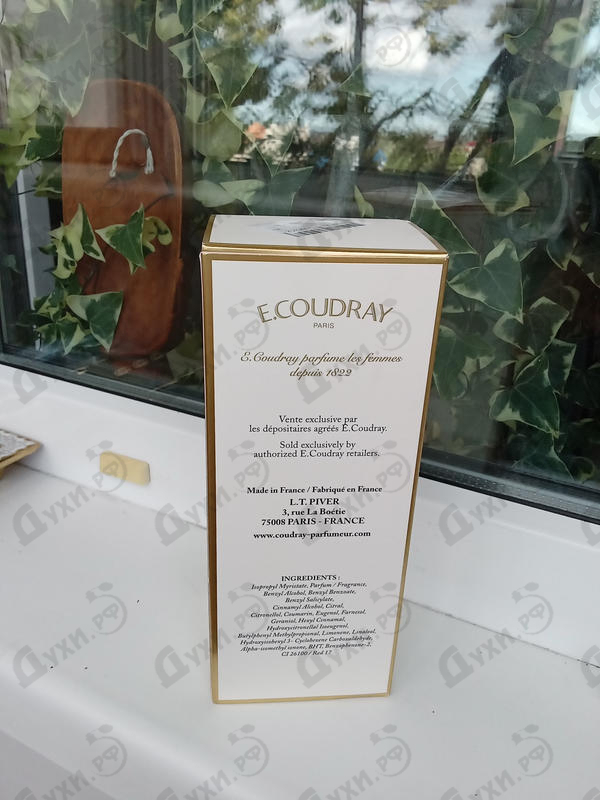 E.COUDRAY
PARIS
E.Coudray parfume les femmes
depuis 1822
Vente exclusive par
les dépositaires agréés E.Coudray.
Sold exclusively by
authorized E.Coudray retailers.
Made in France / Fabriqué en France
L.T. PIVER
3, rue La Boétie
75008 PARIS - FRANCE
www.coudray-parfumeur.com
INGREDIENTS :
Isopropyl Myristate, Parfum / Fragrance,
Benzyl Alcohol, Benzyl Benzoate,
Benzyl Salicylate,
Cinnamyl Alcohol, Citral,
Citronellol, Coumarin, Eugenol, Farnesol,
Geraniol, Hexyl Cinnamal,
Hydroxycitronellal Isoeugenol,
Butylphenyl Methylpropional, Limonene, Linalool,
Hydroxyisohexyl 3- Cyclohexene Carboxaldehyde,
Alpha-isomethyl ionone, BHT, Benzophenone-2,
CI 26100 / Red 17
Духи.рф